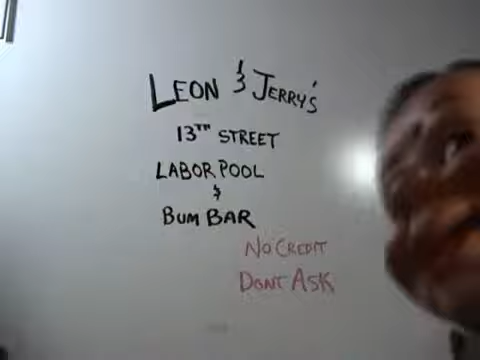 LEON & JERRY'S
13TH STREET
LABOR POOL
&
BUM BAR
NO CREDIT
DONT ASK